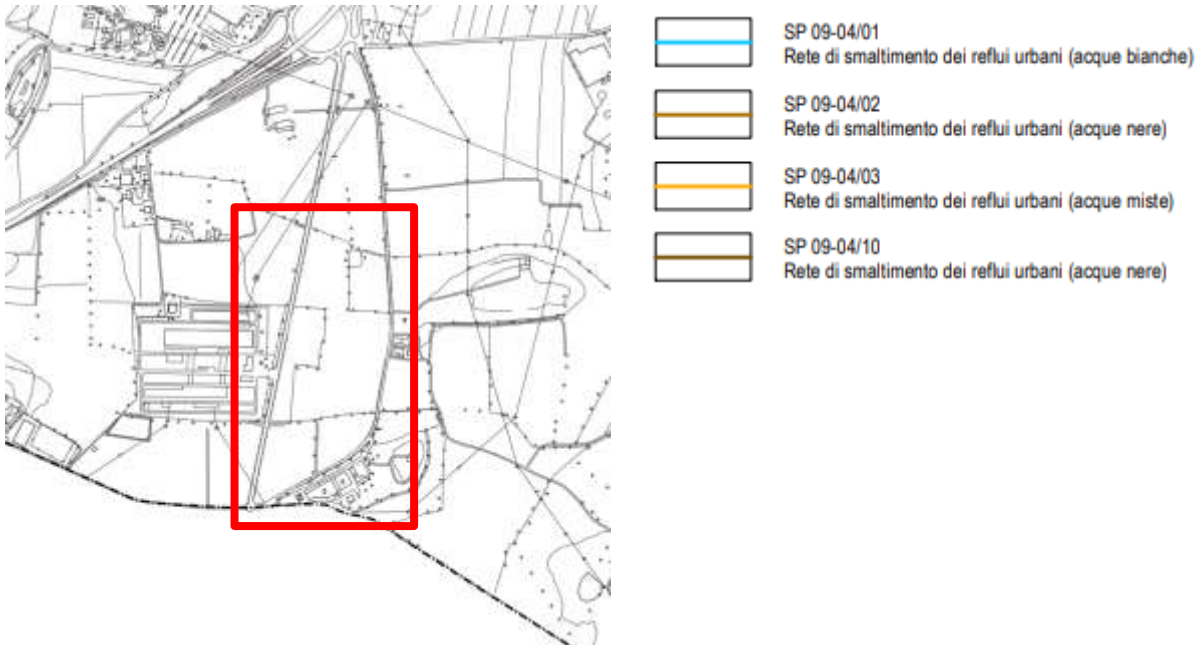 SP 09-04/01
Rete di smaltimento dei reflui urbani (acque bianche)
SP 09-04/02
Rete di smaltimento dei reflui urbani (acque nere)
SP 09-04/03
Rete di smaltimento dei reflui urbani (acque miste)
SP 09-04/10
Rete di smaltimento dei reflui urbani (acque nere)